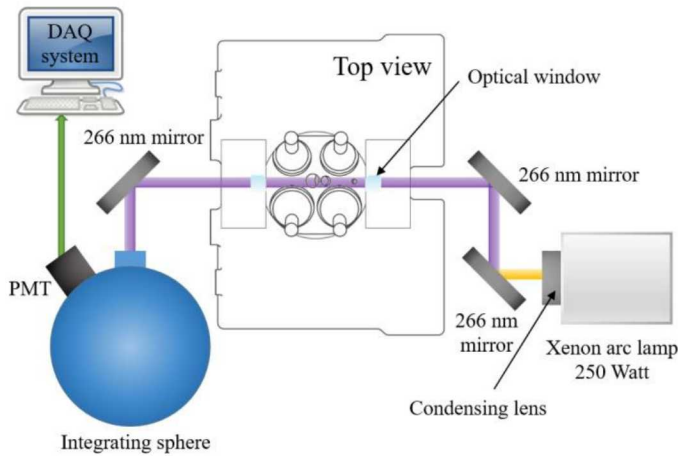 DAQ
system
Top view
Optical window
266 nm mirror
266 nm mirror
PMT
266 nm
mirror
Xenon arc lamp
250 Watt
Condensing lens
Integrating sphere